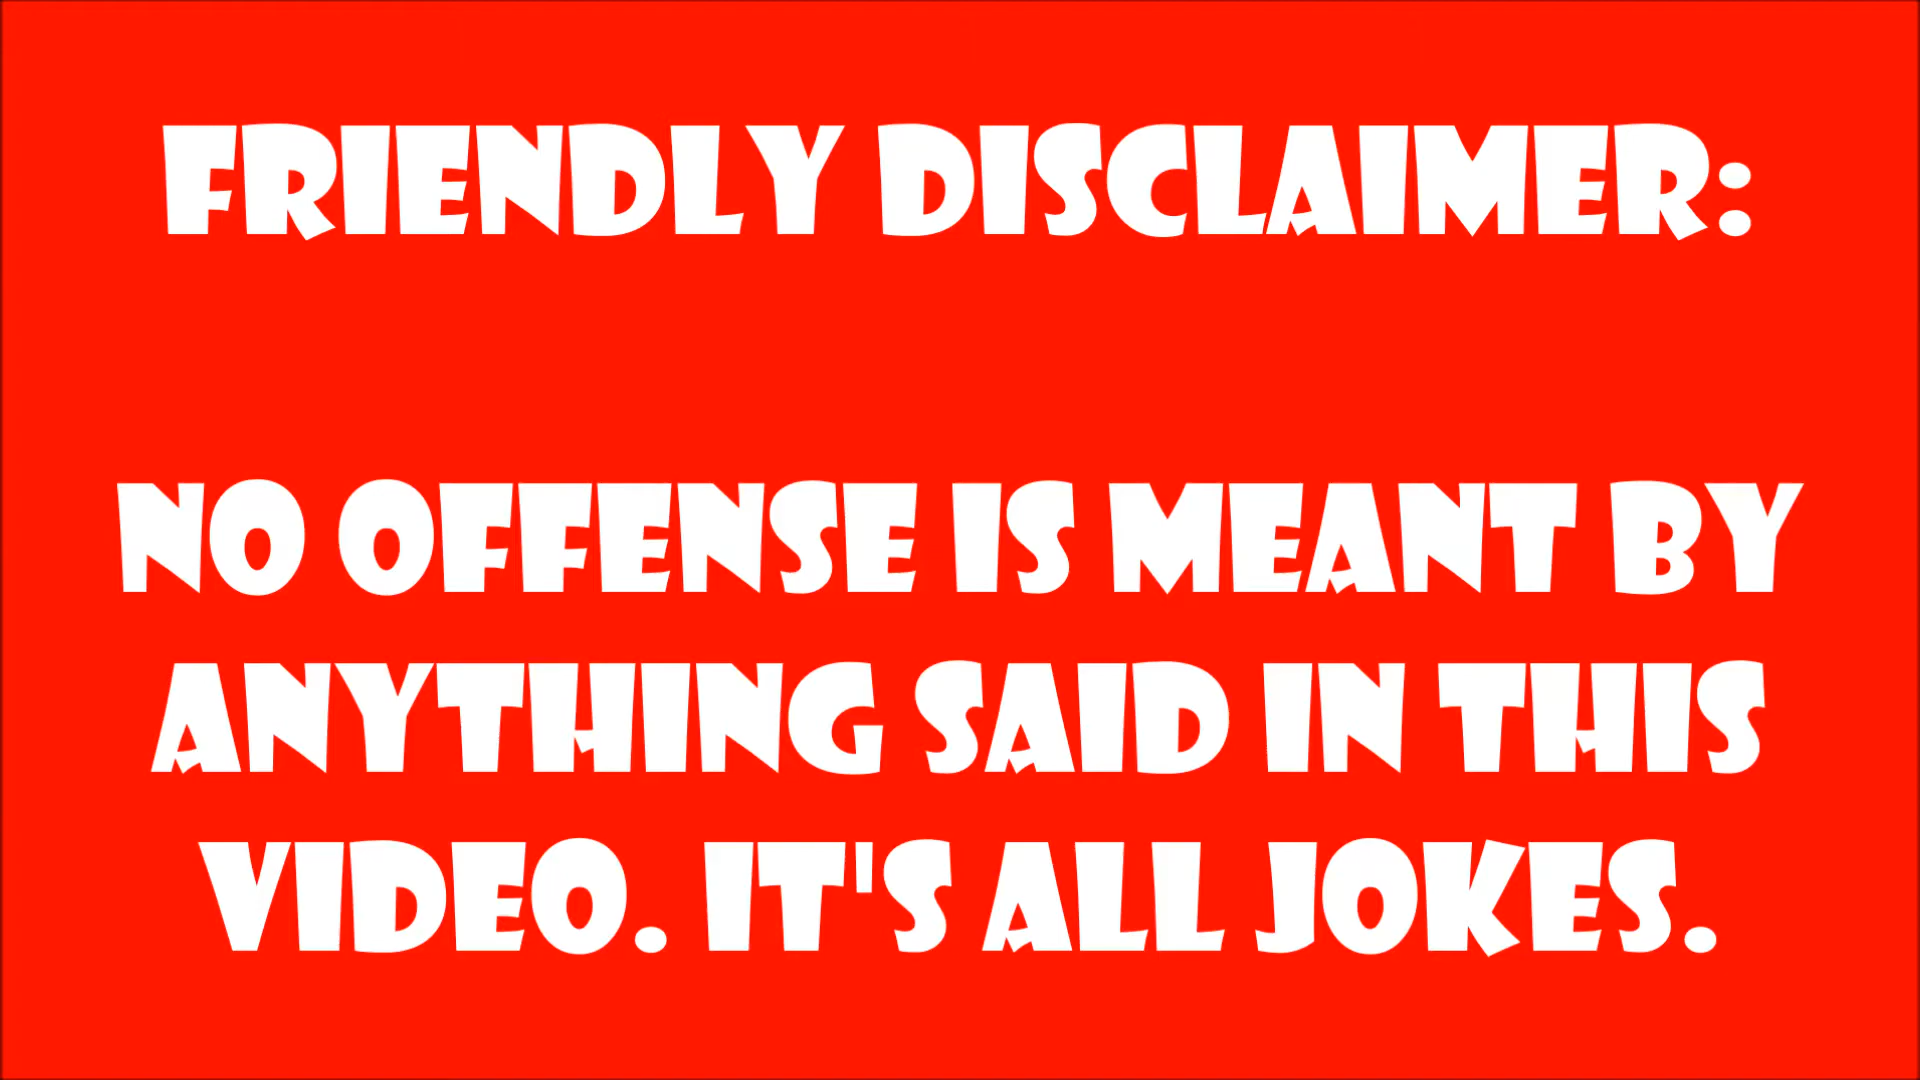 FRIENDLY DISCLAIMER:
NO OFFENSE IS MEANT BY
ANYTHING SAID IN THIS
VIDEO. IT'S ALL JOKES.